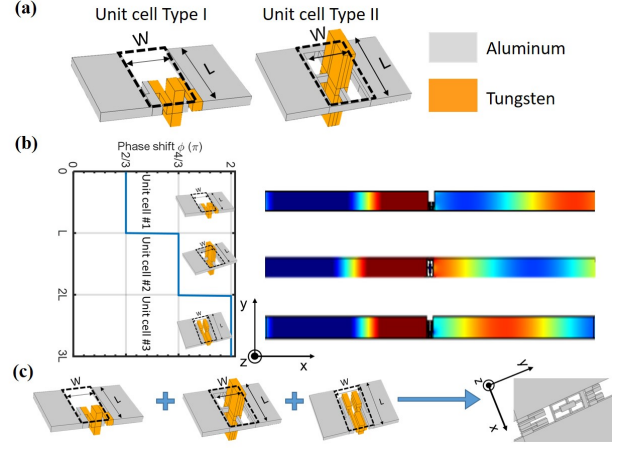 (a)
Unit cell Type I
Unit cell Type II
W
L
W
L
Aluminum
Tungsten
(b)
Phase shift ϕ (π)
0
2/3
4/3
2
0
L
2L
3L
Unit cell #1
Unit cell #2
Unit cell #3
W
L
W
L
W
L
y
z
x
(c)
W
L
W
L
W
L
y
z
x